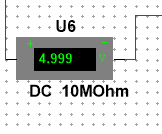 U6
+ -
4.999 V
DC 10MOhm